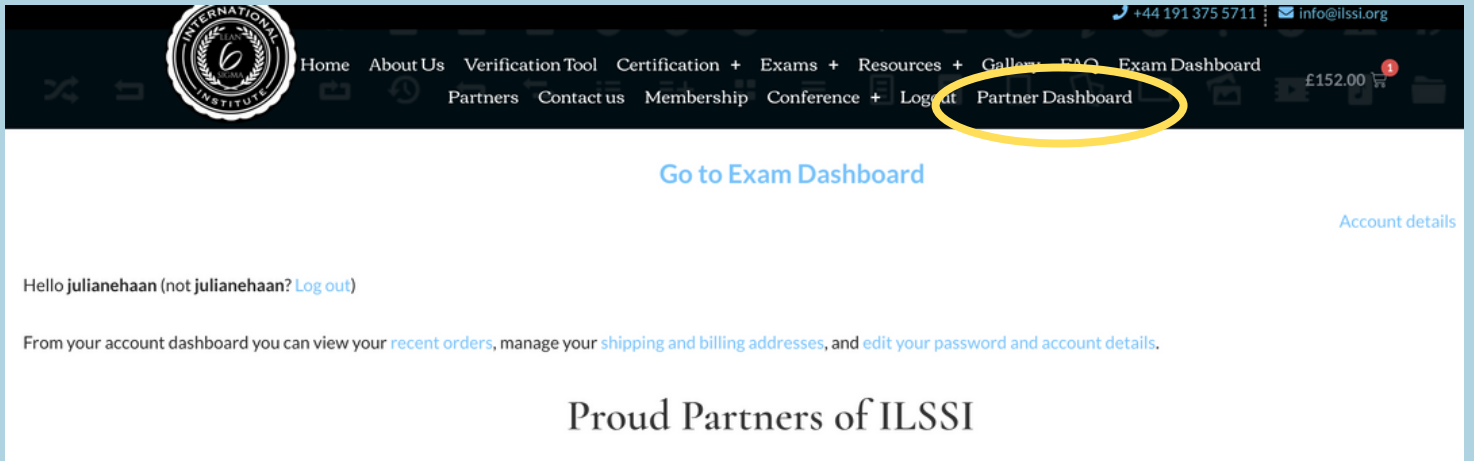 +44 191 375 5711 info@ilssi.org
INTERNATIONAL
LEAN
6
SIGMA
INSTITUTE
Home About Us Verification Tool Certification + Exams + Resources + Gallery FAQ Exam Dashboard
Partners Contact us Membership Conference + Logout Partner Dashboard
£152.00 1
Go to Exam Dashboard
Account details
Hello julianehaan (not julianehaan? Log out)
From your account dashboard you can view your recent orders, manage your shipping and billing addresses, and edit your password and account details.
Proud Partners of ILSSI